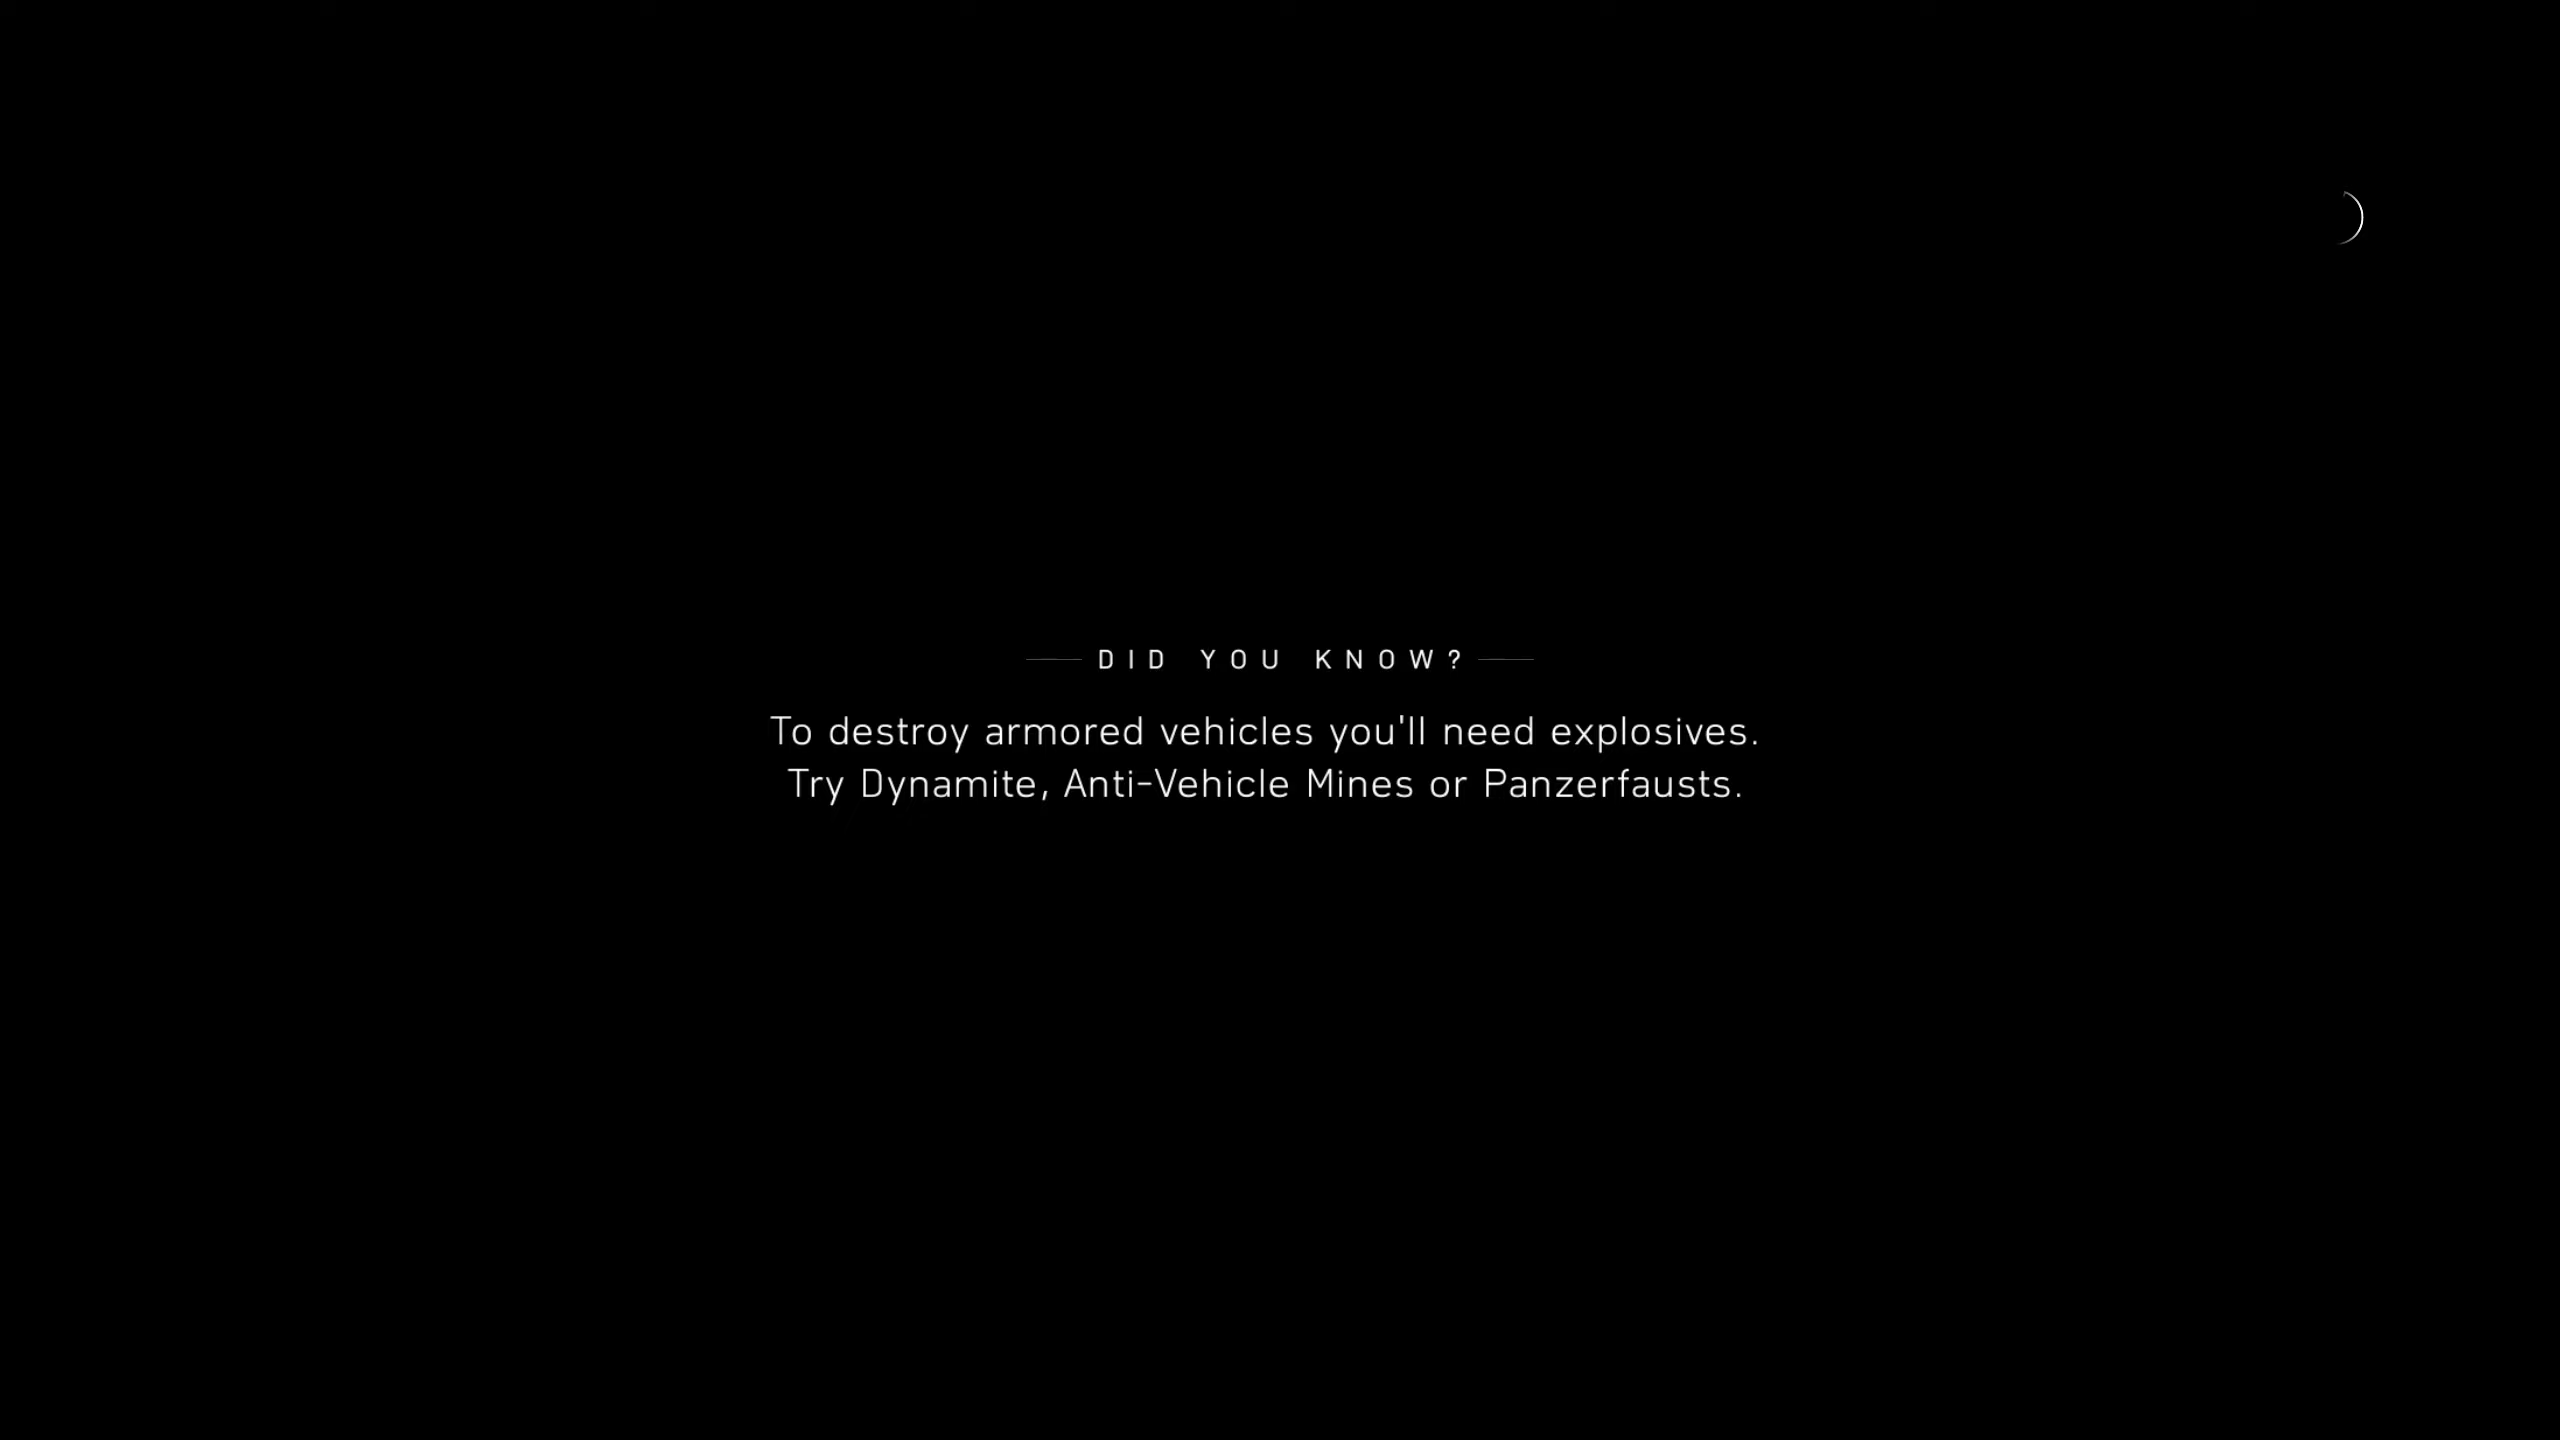 DID YOU KNOW?
To destroy armored vehicles you'll need explosives.
Try Dynamite, Anti-Vehicle Mines or Panzerfausts.